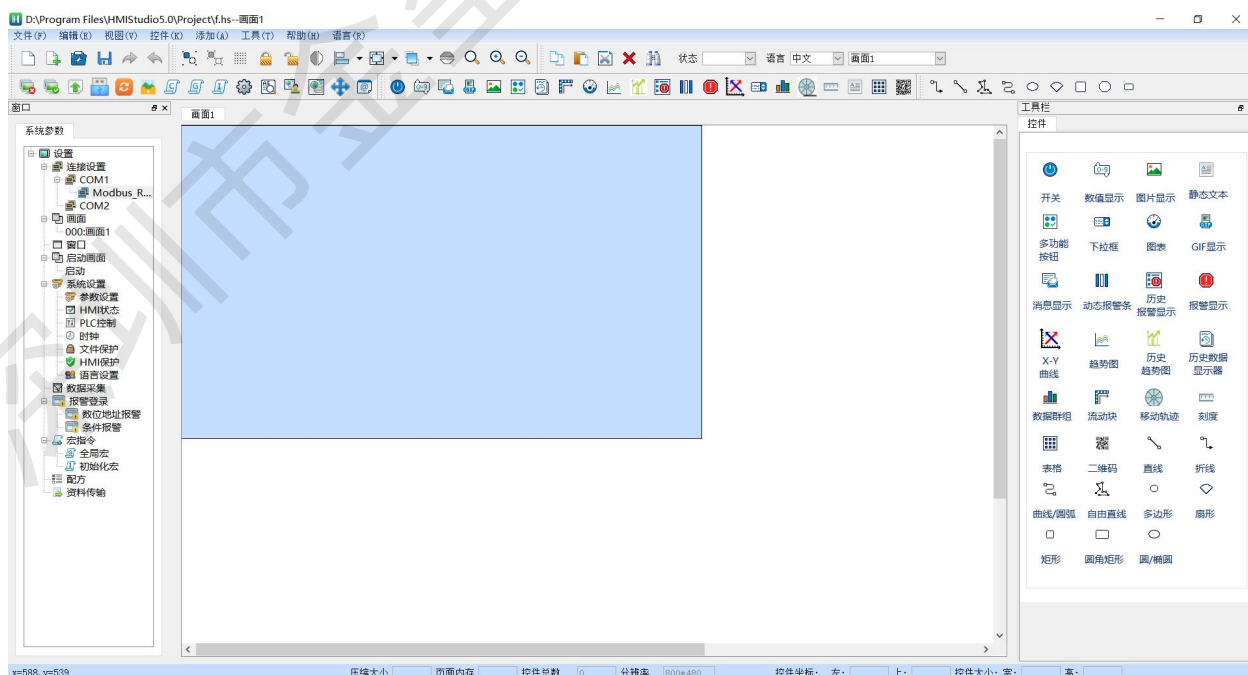 D:\Program Files\HMIStudio5.0\Project\f.hs--画面1
文件(F) 编辑(E) 视图(V) 控件(K) 添加(A) 工具(T) 帮助(H) 语言(R)
状态 语言 中文 画面1
窗口
画面1
工具栏
控件
系统参数
设置
连接设置
COM1
Modbus_R...
COM2
画面
000:画面1
窗口
启动画面
启动
系统设置
参数设置
HMI状态
PLC控制
时钟
文件保护
HMI保护
语言设置
数据采集
报警登录
数位地址报警
条件报警
宏指令
全局宏
初始化宏
配方
资料传输
开关 数值显示 图片显示 静态文本
多功能 下拉框 图表 GIF显示
按钮
消息显示 动态报警条 历史 报警显示
报警显示
X-Y 趋势图 历史 历史数据
曲线 趋势图 显示器
数据群组 流动块 移动轨迹 刻度
表格 二维码 直线 折线
曲线/圆弧 自由直线 多边形 扇形
矩形 圆角矩形 圆/椭圆
x=588, y=539 压缩大小 页面内存 控件总数 0 分辨率 800*480 控件坐标: 左: 上: 控件大小: 宽: 高:
深圳市金